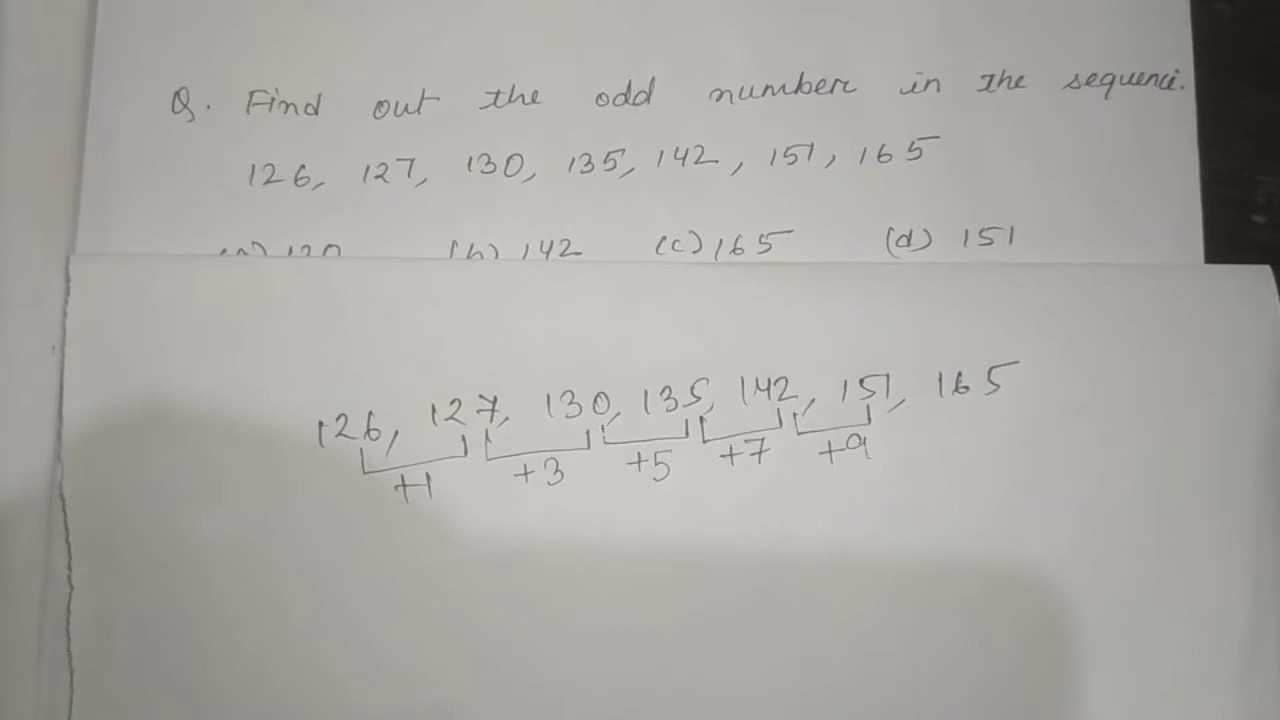 Q. Find out the odd number in the sequence.
126, 127, 130, 135, 142, 151, 165
(b) 142 (c) 165 (d) 151
126, 127, 130, 135, 142, 151, 165
+1 +3 +5 +7 +9